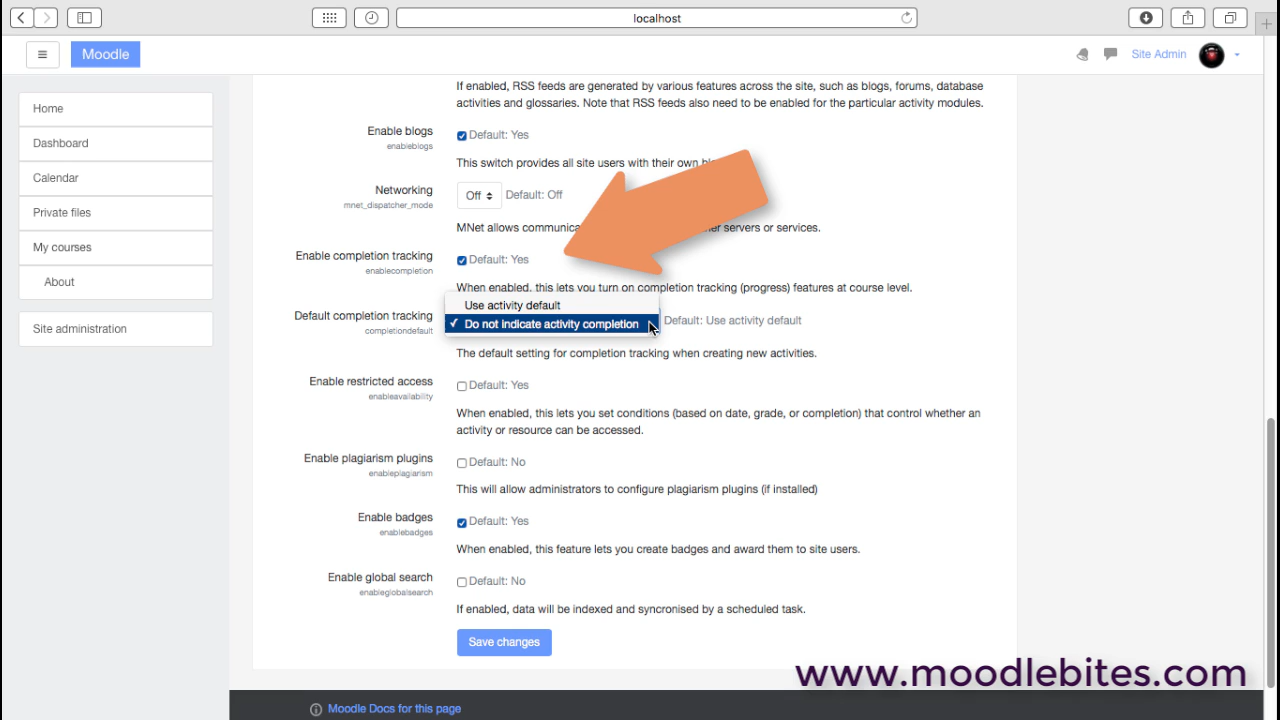 localhost
Moodle
Site Admin
Home
Dashboard
Calendar
Private files
My courses
About
Site administration
If enabled, RSS feeds are generated by various features across the site, such as blogs, forums, database
activities and glossaries. Note that RSS feeds also need to be enabled for the particular activity modules.
Enable blogs
enableblogs
Default: Yes
This switch provides all site users with their own
Networking
mnet_dispatcher_mode
Off
Default: Off
MNet allows servers or services.
Enable completion tracking
enablecompletion
Default: Yes
When enabled, this lets you turn on completion tracking (progress) features at course level.
Default completion tracking
completiondefault
Use activity default
✓ Do not indicate activity completion
Default: Use activity default
The default setting for completion tracking when creating new activities.
Enable restricted access
enableavailability
Default: Yes
When enabled, this lets you set conditions (based on date, grade, or completion) that control whether an
activity or resource can be accessed.
Enable plagiarism plugins
enableplagiarism
Default: No
This will allow administrators to configure plagiarism plugins (if installed)
Enable badges
enablebadges
Default: Yes
When enabled, this feature lets you create badges and award them to site users.
Enable global search
enableglobalsearch
Default: No
If enabled, data will be indexed and syncronised by a scheduled task.
Save changes
www.moodlebites.com
Moodle Docs for this page